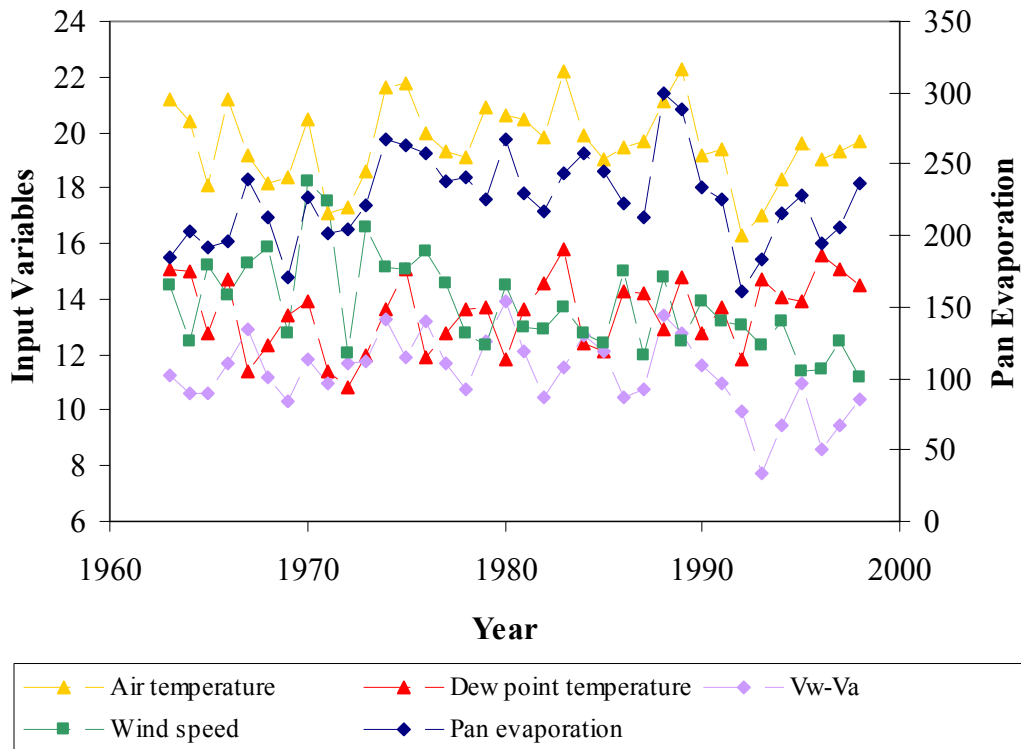 24 350
22 300
20 250
18 200
16 150
14 100
12 50
10 0
8
6
Input Variables
Pan Evaporation
1960 1970 1980 1990 2000
Year
Air temperature Dew point temperature Vw-Va
Wind speed Pan evaporation